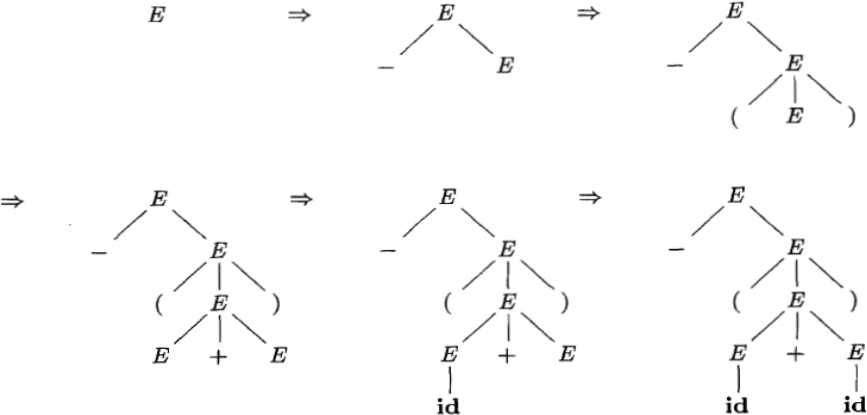 E ⇒ E ⇒ E
− E − E
( E )
⇒ E ⇒ E ⇒ E
− E − E − E
( E ) ( E ) ( E )
E + E E + E E + E
id id id